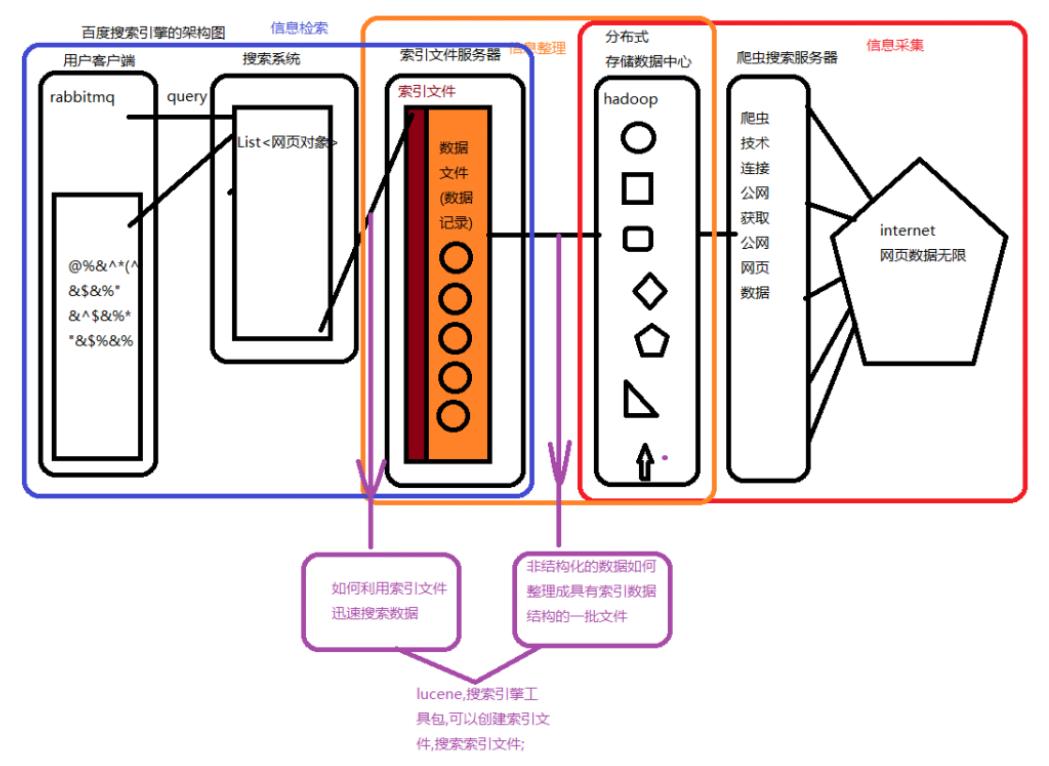 百度搜索引擎的架构图
信息检索
信息整理
信息采集
用户客户端
搜索系统
索引文件服务器
分布式
存储数据中心
爬虫搜索服务器
rabbitmq
query
List<网页对象>
@%&^*(^
&$&%"
&^$&%*
"&$%&%
索引文件
数据
文件
(数据
记录)
hadoop
爬虫
技术
连接
公网
获取
公网
网页
数据
internet
网页数据无限
如何利用索引文件
迅速搜索数据
非结构化的数据如何
整理成具有索引数据
结构的一批文件
lucene,搜索引擎工
具包,可以创建索引文
件,搜索索引文件;